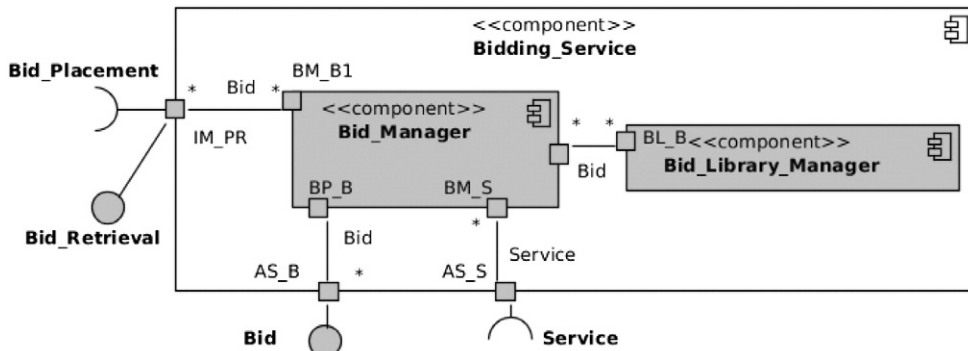 <<component>>
Bidding_Service
Bid_Placement
* Bid *
BM_B1
IM_PR
<<component>>
Bid_Manager
* *
Bid
BL_B
<<component>>
Bid_Library_Manager
BP_B
BM_S
*
Bid_Retrieval
Bid
Service
AS_B
*
AS_S
Bid
Service